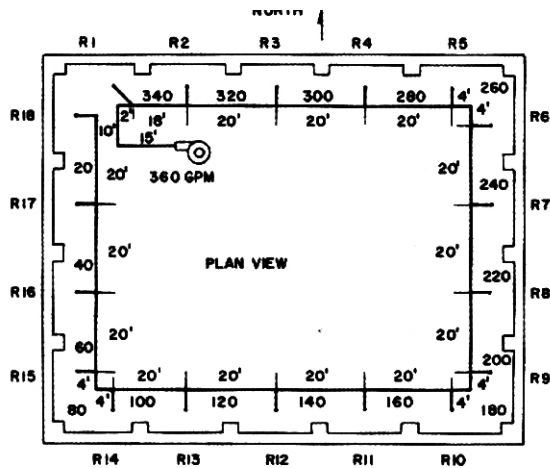 NORTH
R1 R2 R3 R4 R5
340 320 300 280 4' 260
R18 2' 18' 20' 20' 20' 4' R6
10' 15'
20 20' 360 GPM 20' 240
R17 R7
20' 20'
40 PLAN VIEW 220
R16 R8
20' 20'
60 200
R15 4' 20' 20' 20' 20' 4' R9
80 4' 100 120 140 160 4' 180
R14 R13 R12 R11 R10